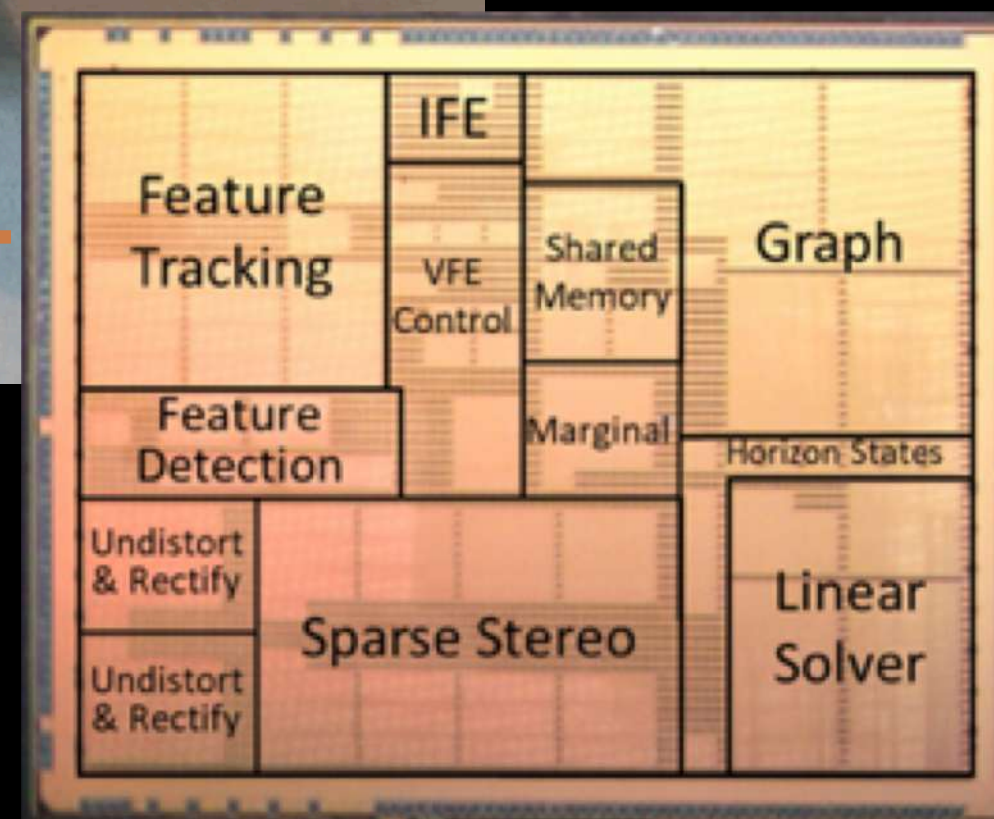 IFE
Feature
Tracking
VFE
Control
Shared
Memory
Graph
Feature
Detection
Marginal
Horizon States
Undistort
& Rectify
Sparse Stereo
Linear
Solver
Undistort
& Rectify